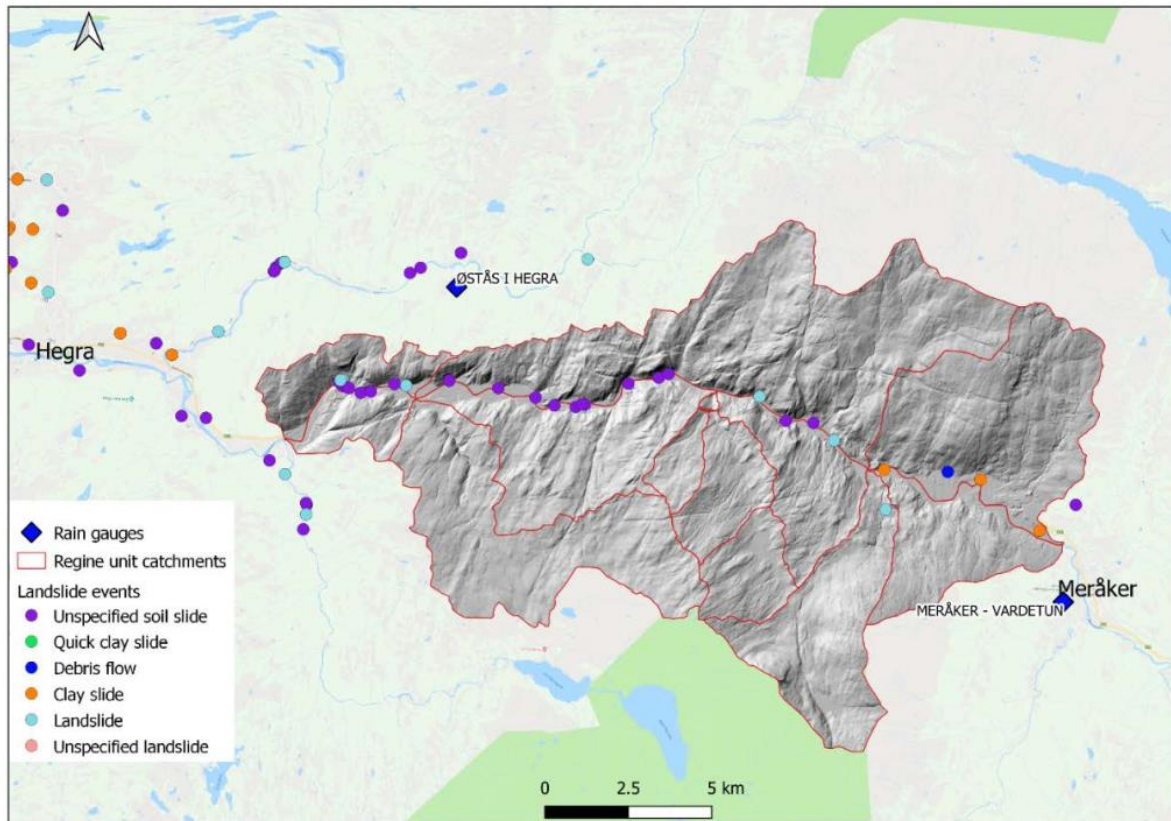 ØSTÅS I HEGRA
Hegra
Rain gauges
Regine unit catchments
Landslide events
Unspecified soil slide
Quick clay slide
Debris flow
Clay slide
Landslide
Unspecified landslide
Meråker
MERÅKER - VARDETUN
0 2.5 5 km